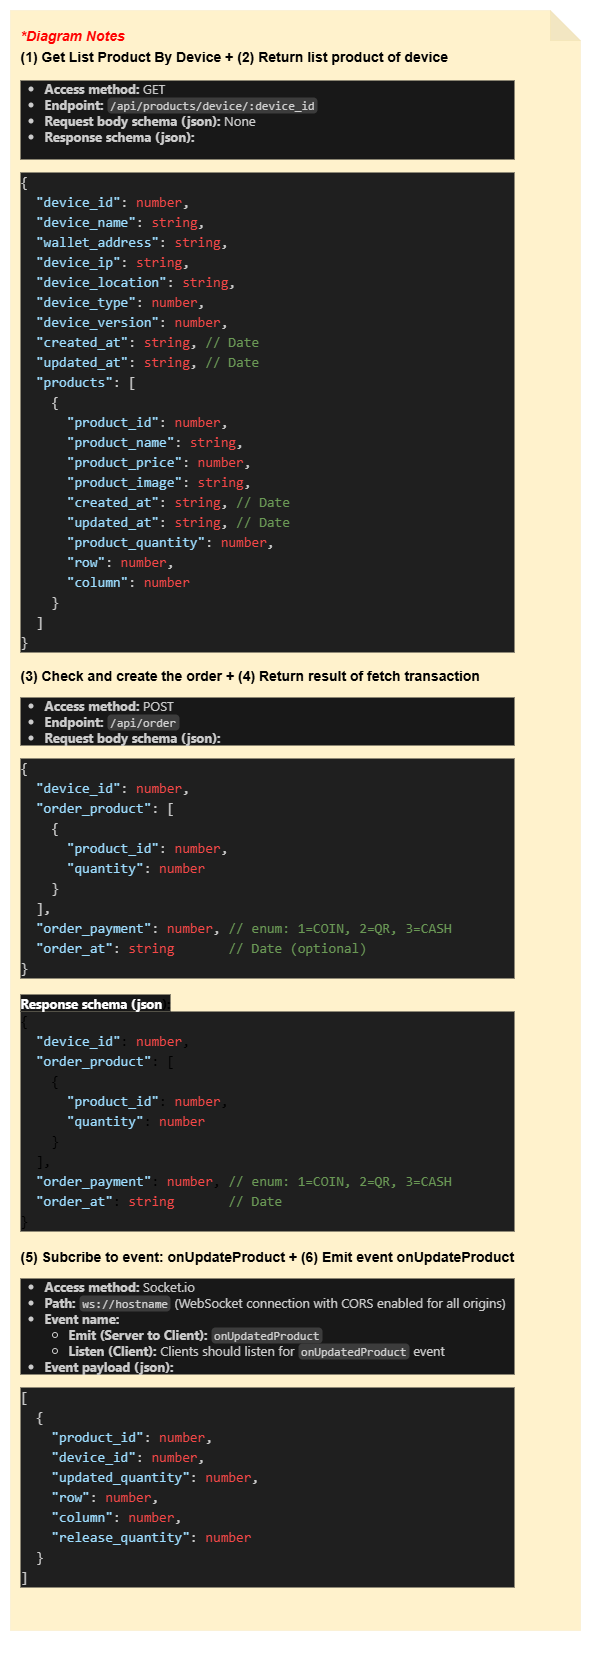 *Diagram Notes
(1) Get List Product By Device + (2) Return list product of device
• Access method: GET
• Endpoint: /api/products/device/:device_id
• Request body schema (json): None
• Response schema (json):
{
  "device_id": number,
  "device_name": string,
  "wallet_address": string,
  "device_ip": string,
  "device_location": string,
  "device_type": number,
  "device_version": number,
  "created_at": string, // Date
  "updated_at": string, // Date
  "products": [
    {
      "product_id": number,
      "product_name": string,
      "product_price": number,
      "product_image": string,
      "created_at": string, // Date
      "updated_at": string, // Date
      "product_quantity": number,
      "row": number,
      "column": number
    }
  ]
}
(3) Check and create the order + (4) Return result of fetch transaction
• Access method: POST
• Endpoint: /api/order
• Request body schema (json):
{
  "device_id": number,
  "order_product": [
    {
      "product_id": number,
      "quantity": number
    }
  ],
  "order_payment": number, // enum: 1=COIN, 2=QR, 3=CASH
  "order_at": string       // Date (optional)
}
Response schema (json
{
  "device_id": number,
  "order_product": [
    {
      "product_id": number,
      "quantity": number
    }
  ],
  "order_payment": number, // enum: 1=COIN, 2=QR, 3=CASH
  "order_at": string       // Date
}
(5) Subcribe to event: onUpdateProduct + (6) Emit event onUpdateProduct
• Access method: Socket.io
• Path: ws://hostname (WebSocket connection with CORS enabled for all origins)
• Event name:
  ○ Emit (Server to Client): onUpdatedProduct
  ○ Listen (Client): Clients should listen for onUpdatedProduct event
• Event payload (json):
[
  {
    "product_id": number,
    "device_id": number,
    "updated_quantity": number,
    "row": number,
    "column": number,
    "release_quantity": number
  }
]